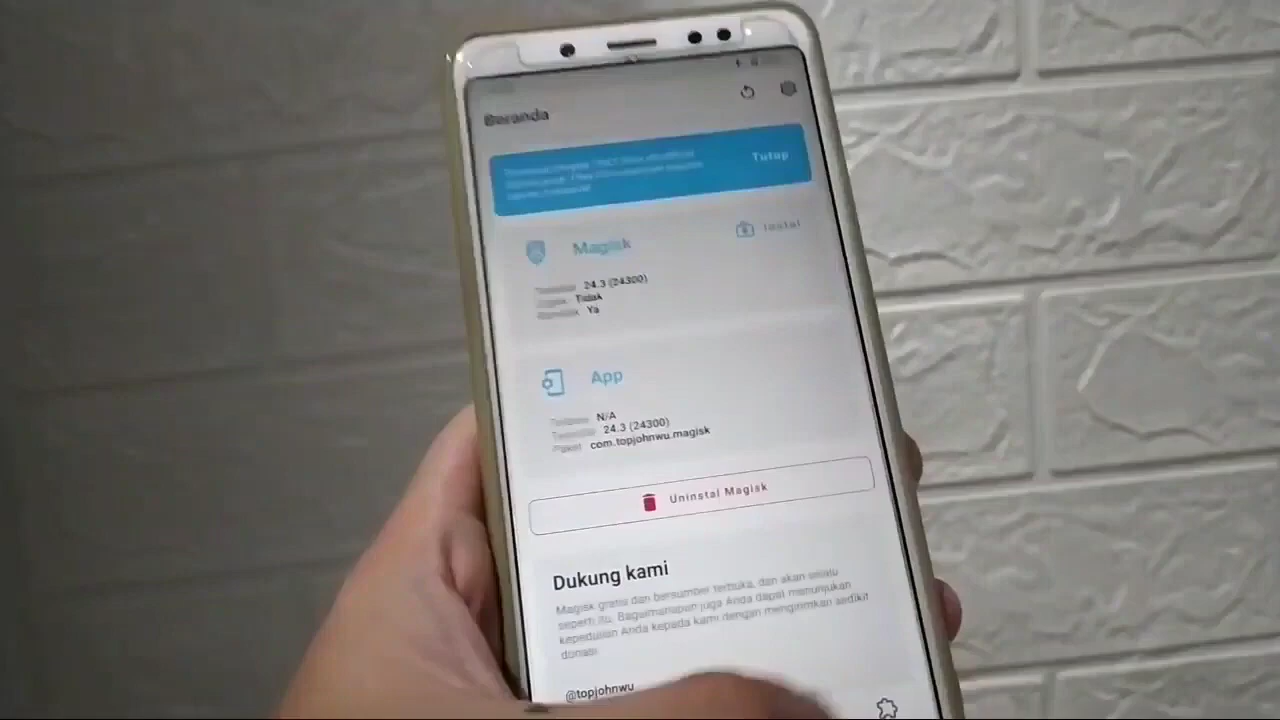 Beranda
Tutup
Magisk
Instal
24.3 (24300)
Tidak
Ya
App
N/A
24.3 (24300)
Paket com.topjohnwu.magisk
Uninstal Magisk
Dukung kami
Magisk gratis dan bersumber terbuka, dan akan selalu
seperti itu. Bagaimanapun juga Anda dapat menunjukan
kepedulian Anda kepada kami dengan mengirimkan sedikit
donasi.
@topjohnwu